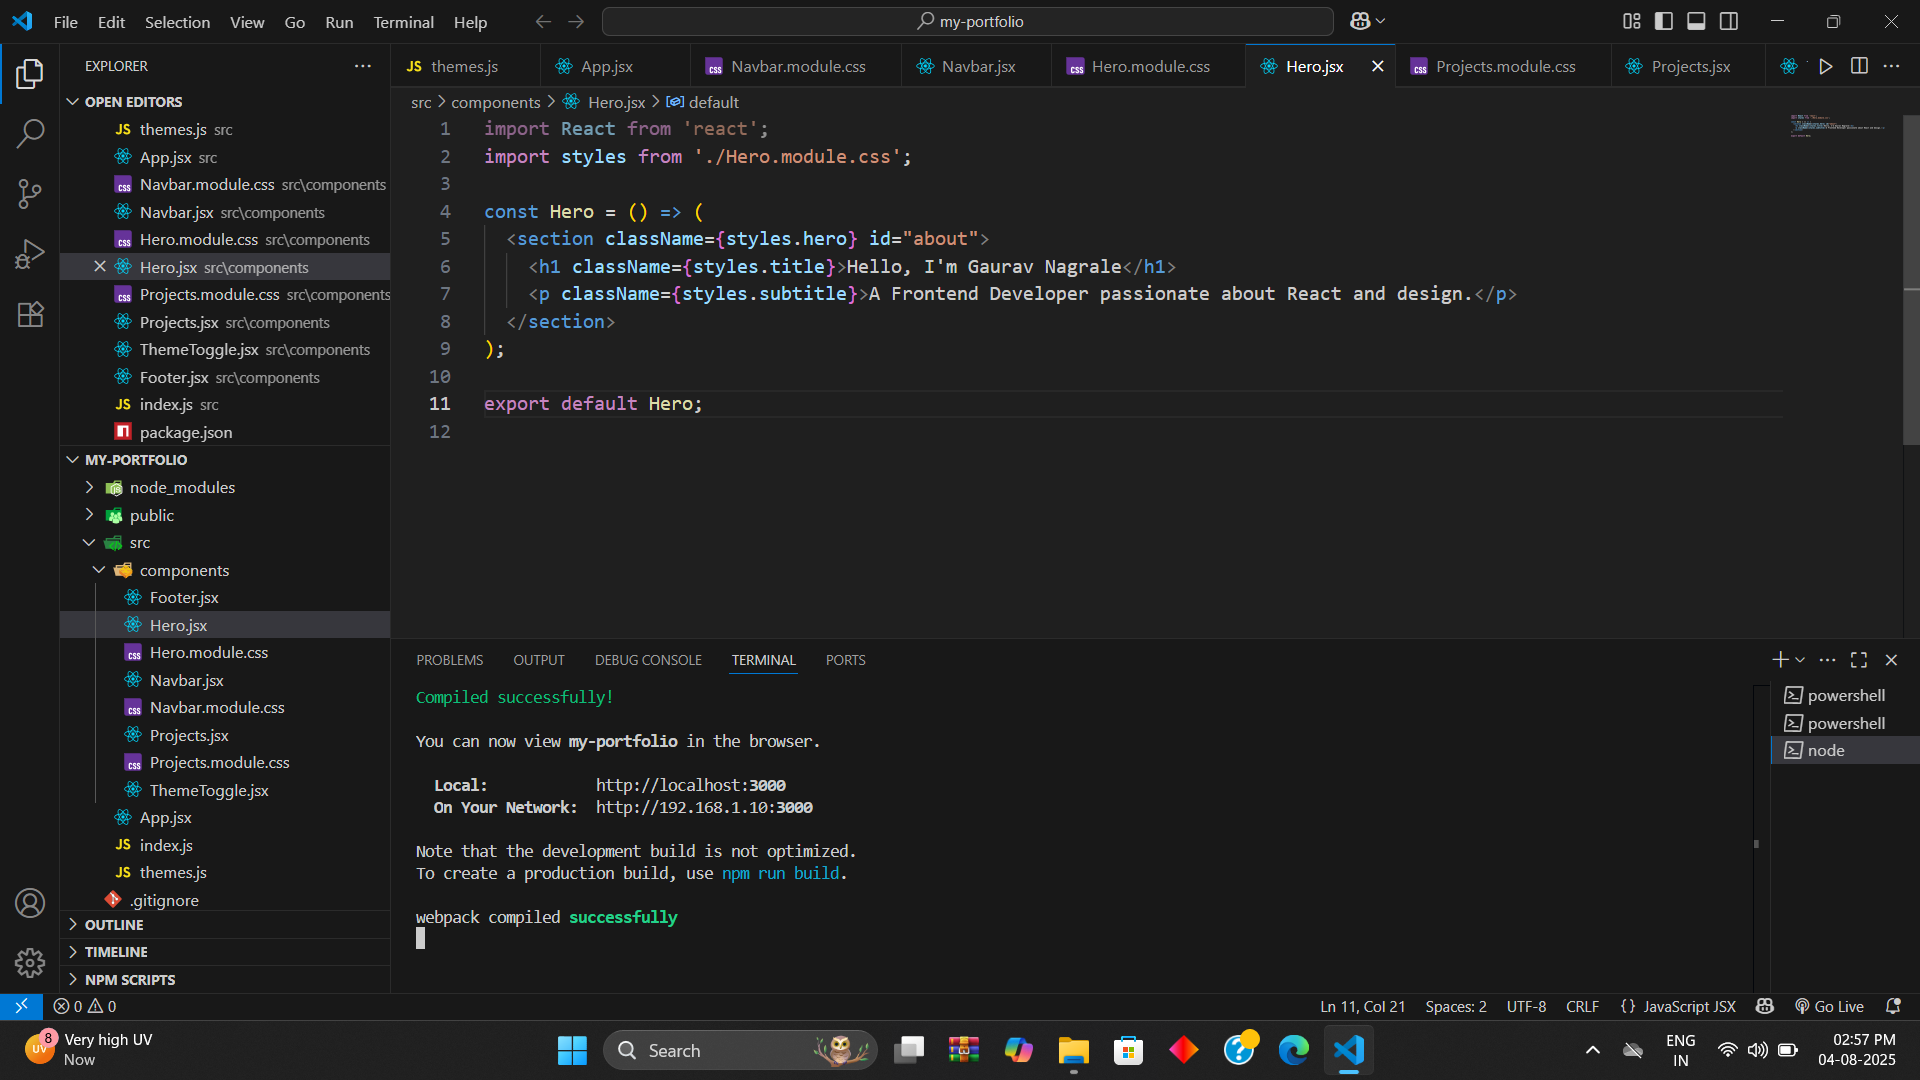 File Edit Selection View Go Run Terminal Help
my-portfolio
EXPLORER
OPEN EDITORS
JS themes.js src
App.jsx src
css Navbar.module.css src\components
Navbar.jsx src\components
css Hero.module.css src\components
Hero.jsx src\components
css Projects.module.css src\components
Projects.jsx src\components
ThemeToggle.jsx src\components
Footer.jsx src\components
JS index.js src
package.json
MY-PORTFOLIO
node_modules
public
src
components
Footer.jsx
Hero.jsx
css Hero.module.css
Navbar.jsx
css Navbar.module.css
Projects.jsx
css Projects.module.css
ThemeToggle.jsx
App.jsx
JS index.js
JS themes.js
.gitignore
OUTLINE
TIMELINE
NPM SCRIPTS
JS themes.js App.jsx css Navbar.module.css Navbar.jsx css Hero.module.css Hero.jsx css Projects.module.css Projects.jsx
src > components > Hero.jsx > default
1 import React from 'react';
2 import styles from './Hero.module.css';
3
4 const Hero = () => (
5 <section className={styles.hero} id="about">
6 <h1 className={styles.title}>Hello, I'm Gaurav Nagrale</h1>
7 <p className={styles.subtitle}>A Frontend Developer passionate about React and design.</p>
8 </section>
9 );
10
11 export default Hero;
12
PROBLEMS OUTPUT DEBUG CONSOLE TERMINAL PORTS
Compiled successfully!
You can now view my-portfolio in the browser.
Local: http://localhost:3000
On Your Network: http://192.168.1.10:3000
Note that the development build is not optimized.
To create a production build, use npm run build.
webpack compiled successfully
powershell
powershell
node
0 0
Ln 11, Col 21 Spaces: 2 UTF-8 CRLF {} JavaScript JSX Go Live
8
UV
Very high UV
Now
Search
ENG
IN
02:57 PM
04-08-2025